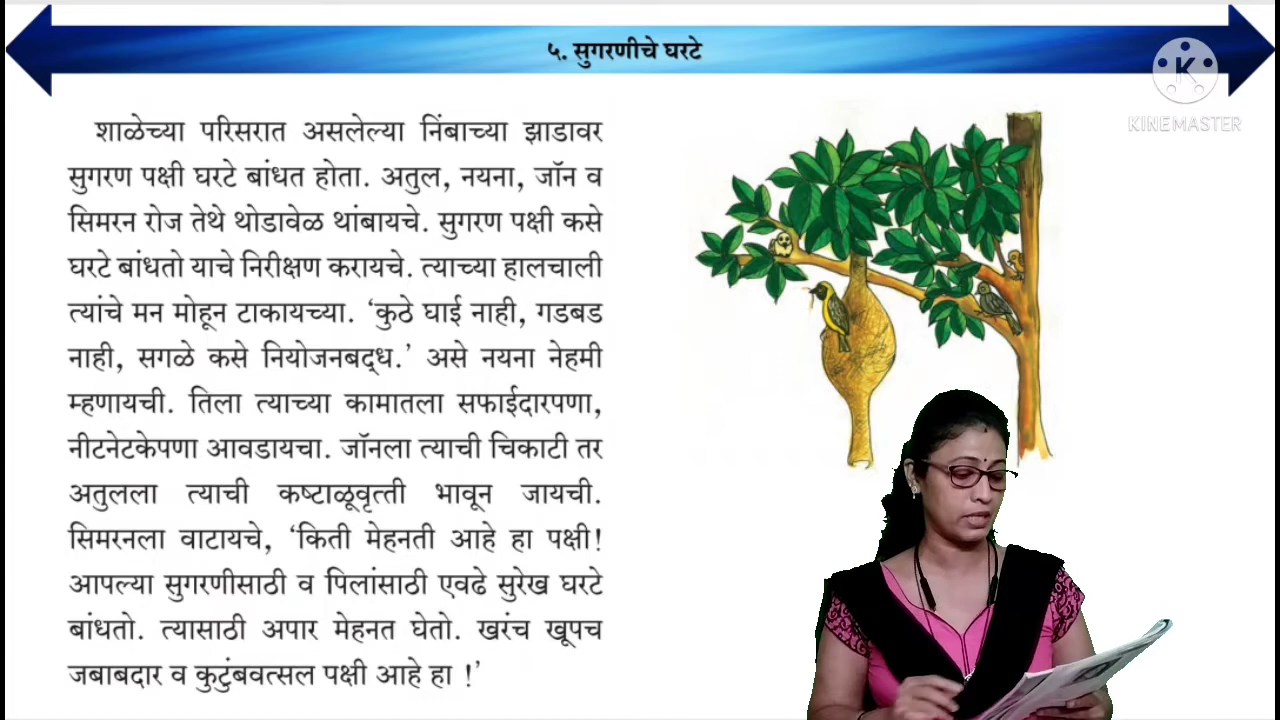 ५. सुगरणीचे घरटे
KINEMASTER
शाळेच्या परिसरात असलेल्या निंबाच्या झाडावर
सुगरण पक्षी घरटे बांधत होता. अतुल, नयना, जॉन व
सिमरन रोज तेथे थोडावेळ थांबायचे. सुगरण पक्षी कसे
घरटे बांधतो याचे निरीक्षण करायचे. त्याच्या हालचाली
त्यांचे मन मोहून टाकायच्या. ‘कुठे घाई नाही, गडबड
नाही, सगळे कसे नियोजनबद्ध.’ असे नयना नेहमी
म्हणायची. तिला त्याच्या कामातला सफाईदारपणा,
नीटनेटकेपणा आवडायचा. जॉनला त्याची चिकाटी तर
अतुलला त्याची कष्टाळूवृत्ती भावून जायची.
सिमरनला वाटायचे, ‘किती मेहनती आहे हा पक्षी!
आपल्या सुगरणीसाठी व पिलांसाठी एवढे सुरेख घरटे
बांधतो. त्यासाठी अपार मेहनत घेतो. खरंच खूपच
जबाबदार व कुटुंबवत्सल पक्षी आहे हा !’